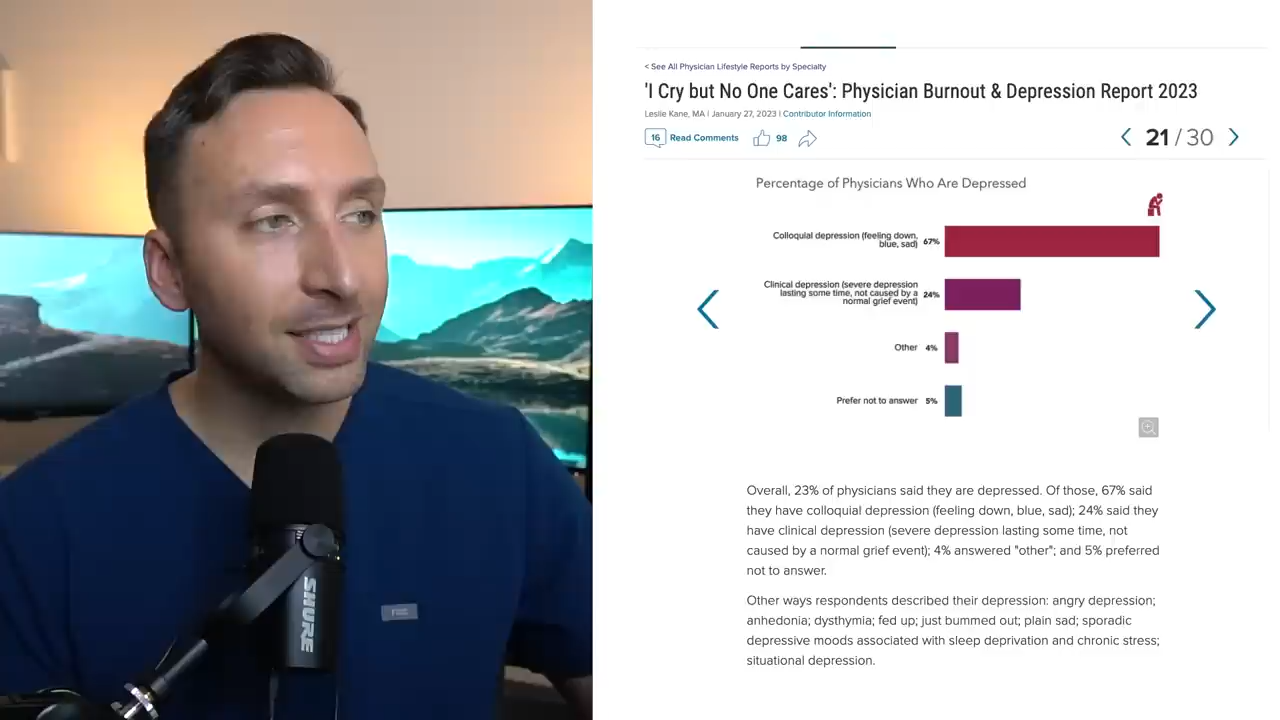 < See All Physician Lifestyle Reports by Specialty
'I Cry but No One Cares': Physician Burnout & Depression Report 2023
Leslie Kane, MA | January 27, 2023 | Contributor Information
16 Read Comments 98
21 / 30
Percentage of Physicians Who Are Depressed
Colloquial depression (feeling down,
blue, sad) 67%
Clinical depression (severe depression
lasting some time, not caused by a
normal grief event) 24%
Other 4%
Prefer not to answer 5%
Overall, 23% of physicians said they are depressed. Of those, 67% said
they have colloquial depression (feeling down, blue, sad); 24% said they
have clinical depression (severe depression lasting some time, not
caused by a normal grief event); 4% answered "other"; and 5% preferred
not to answer.
Other ways respondents described their depression: angry depression;
anhedonia; dysthymia; fed up; just bummed out; plain sad; sporadic
depressive moods associated with sleep deprivation and chronic stress;
situational depression.
SHURE